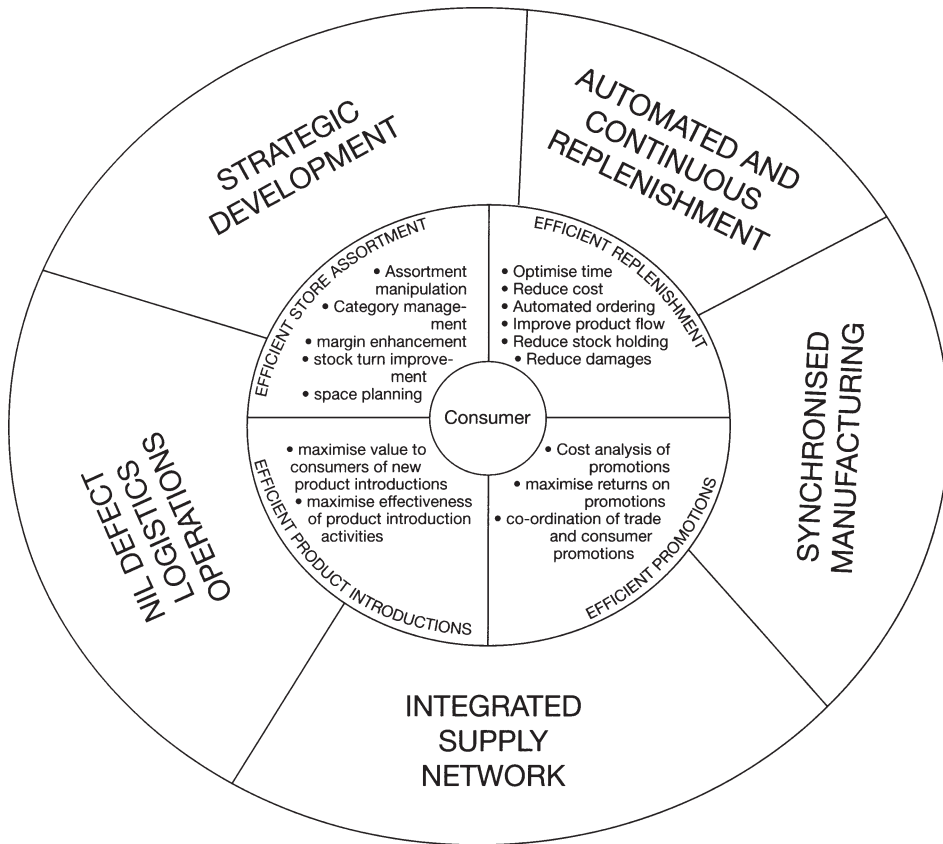 STRATEGIC
DEVELOPMENT
AUTOMATED AND
CONTINUOUS
REPLENISHMENT
SYNCHRONISED
MANUFACTURING
INTEGRATED
SUPPLY
NETWORK
NIL DEFECT
LOGISTICS
OPERATIONS
EFFICIENT STORE ASSORTMENT
• Assortment
manipulation
• Category manage-
ment
• margin enhancement
• stock turn improve-
ment
• space planning
EFFICIENT REPLENISHMENT
• Optimise time
• Reduce cost
• Automated ordering
• Improve product flow
• Reduce stock holding
• Reduce damages
Consumer
EFFICIENT PRODUCT INTRODUCTIONS
• maximise value to
consumers of new
product introductions
• maximise effectiveness
of product introduction
activities
EFFICIENT PROMOTIONS
• Cost analysis of
promotions
• maximise returns on
promotions
• co-ordination of trade
and consumer
promotions